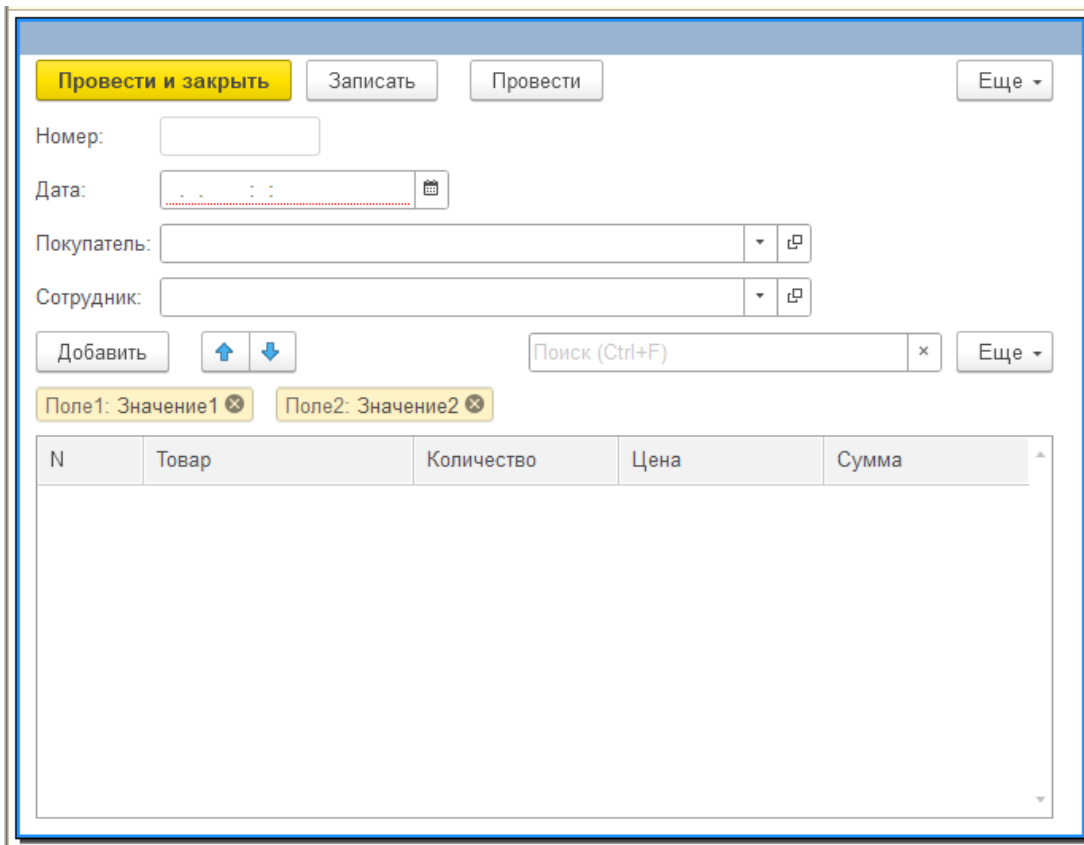 Провести и закрыть Записать Провести Еще
Номер:
Дата: . . : :
Покупатель:
Сотрудник:
Добавить Поиск (Ctrl+F) × Еще
Поле1: Значение1 Поле2: Значение2
N Товар Количество Цена Сумма